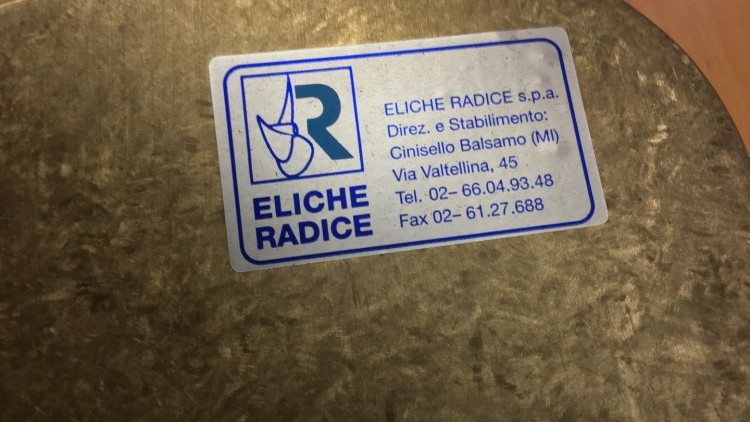 R
ELICHE
RADICE
ELICHE RADICE s.p.a.
Direz. e Stabilimento:
Cinisello Balsamo (MI)
Via Valtellina, 45
Tel. 02– 66.04.93.48
Fax 02– 61.27.688